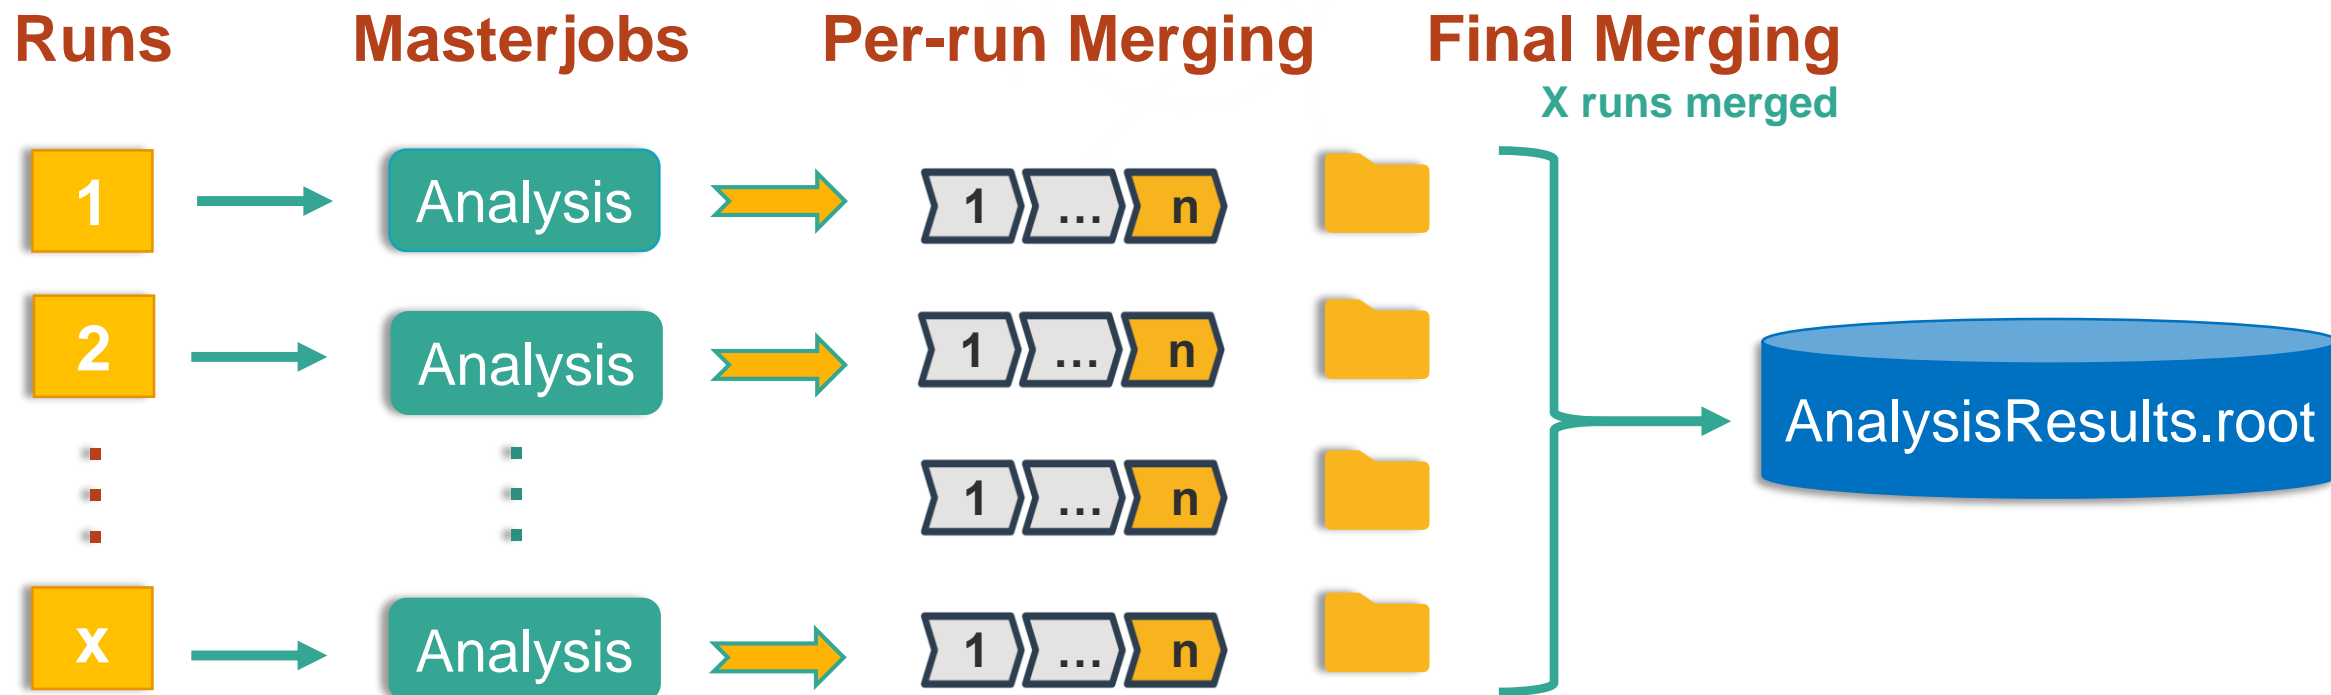 Runs Masterjobs Per-run Merging Final Merging
X runs merged
1 Analysis 1 ... n
2 Analysis 1 ... n
AnalysisResults.root
1 ... n
x Analysis 1 ... n